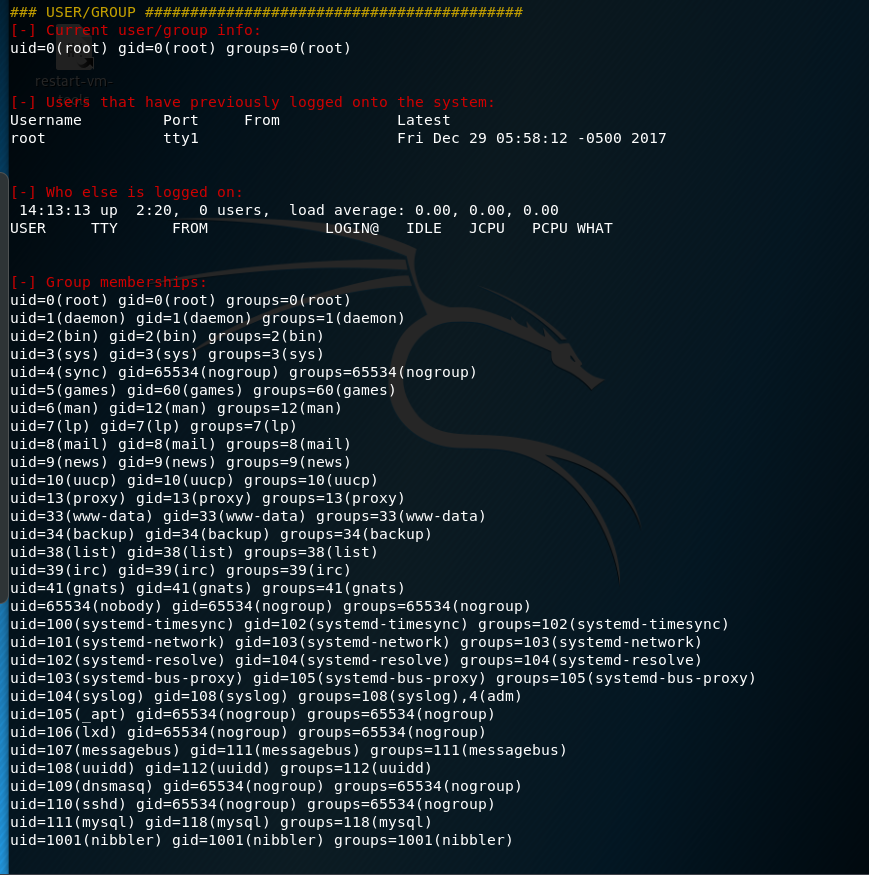 ### USER/GROUP ##########################################
[-] Current user/group info:
uid=0(root) gid=0(root) groups=0(root)
restart-vm-
tools
[-] Users that have previously logged onto the system:
Username         Port     From             Latest
root             tty1                      Fri Dec 29 05:58:12 -0500 2017
[-] Who else is logged on:
 14:13:13 up  2:20,  0 users,  load average: 0.00, 0.00, 0.00
USER     TTY      FROM             LOGIN@   IDLE   JCPU   PCPU WHAT
[-] Group memberships:
uid=0(root) gid=0(root) groups=0(root)
uid=1(daemon) gid=1(daemon) groups=1(daemon)
uid=2(bin) gid=2(bin) groups=2(bin)
uid=3(sys) gid=3(sys) groups=3(sys)
uid=4(sync) gid=65534(nogroup) groups=65534(nogroup)
uid=5(games) gid=60(games) groups=60(games)
uid=6(man) gid=12(man) groups=12(man)
uid=7(lp) gid=7(lp) groups=7(lp)
uid=8(mail) gid=8(mail) groups=8(mail)
uid=9(news) gid=9(news) groups=9(news)
uid=10(uucp) gid=10(uucp) groups=10(uucp)
uid=13(proxy) gid=13(proxy) groups=13(proxy)
uid=33(www-data) gid=33(www-data) groups=33(www-data)
uid=34(backup) gid=34(backup) groups=34(backup)
uid=38(list) gid=38(list) groups=38(list)
uid=39(irc) gid=39(irc) groups=39(irc)
uid=41(gnats) gid=41(gnats) groups=41(gnats)
uid=65534(nobody) gid=65534(nogroup) groups=65534(nogroup)
uid=100(systemd-timesync) gid=102(systemd-timesync) groups=102(systemd-timesync)
uid=101(systemd-network) gid=103(systemd-network) groups=103(systemd-network)
uid=102(systemd-resolve) gid=104(systemd-resolve) groups=104(systemd-resolve)
uid=103(systemd-bus-proxy) gid=105(systemd-bus-proxy) groups=105(systemd-bus-proxy)
uid=104(syslog) gid=108(syslog) groups=108(syslog),4(adm)
uid=105(_apt) gid=65534(nogroup) groups=65534(nogroup)
uid=106(lxd) gid=65534(nogroup) groups=65534(nogroup)
uid=107(messagebus) gid=111(messagebus) groups=111(messagebus)
uid=108(uuidd) gid=112(uuidd) groups=112(uuidd)
uid=109(dnsmasq) gid=65534(nogroup) groups=65534(nogroup)
uid=110(sshd) gid=65534(nogroup) groups=65534(nogroup)
uid=111(mysql) gid=118(mysql) groups=118(mysql)
uid=1001(nibbler) gid=1001(nibbler) groups=1001(nibbler)